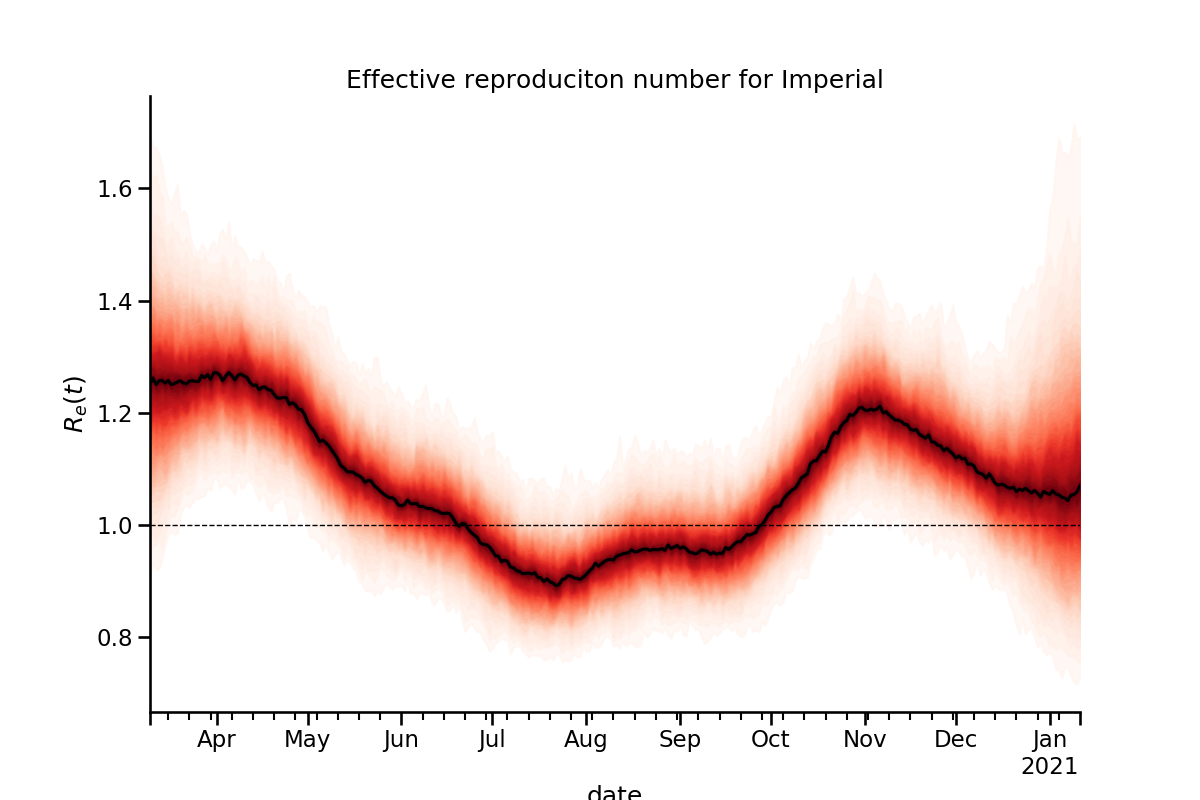 Effective reproduciton number for Imperial
1.6
1.4
1.2
1.0
0.8
Rₑ(t)
Apr May Jun Jul Aug Sep Oct Nov Dec Jan
2021
date